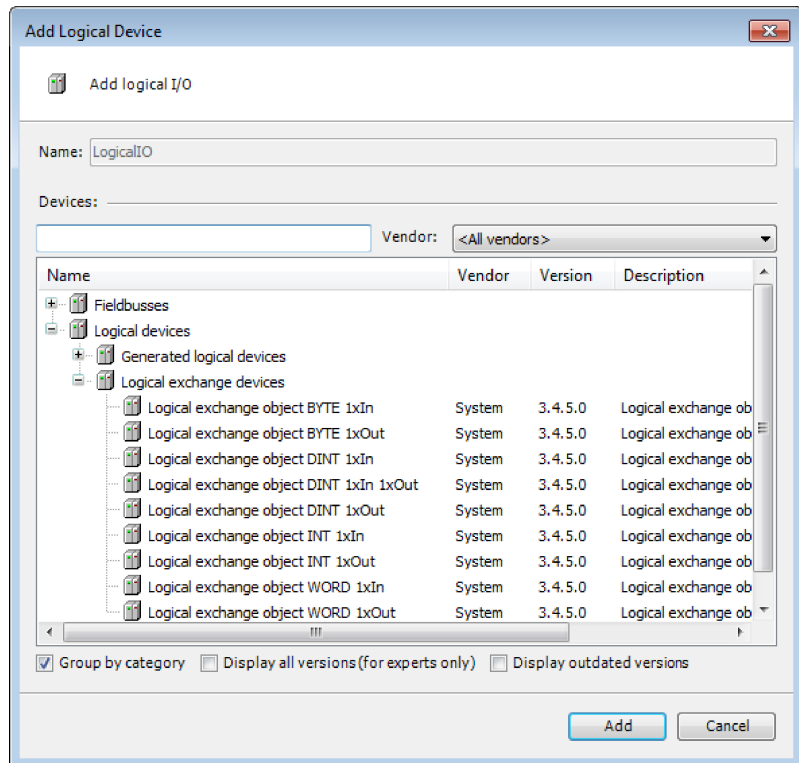 Add Logical Device
Add logical I/O
Name: LogicalIO
Devices:
Vendor: <All vendors>
Name Vendor Version Description
Fieldbusses
Logical devices
Generated logical devices
Logical exchange devices
Logical exchange object BYTE 1xIn System 3.4.5.0 Logical exchange ob
Logical exchange object BYTE 1xOut System 3.4.5.0 Logical exchange ob
Logical exchange object DINT 1xIn System 3.4.5.0 Logical exchange ob
Logical exchange object DINT 1xIn 1xOut System 3.4.5.0 Logical exchange ob
Logical exchange object DINT 1xOut System 3.4.5.0 Logical exchange ob
Logical exchange object INT 1xIn System 3.4.5.0 Logical exchange ob
Logical exchange object INT 1xOut System 3.4.5.0 Logical exchange ob
Logical exchange object WORD 1xIn System 3.4.5.0 Logical exchange ob
Logical exchange object WORD 1xOut System 3.4.5.0 Logical exchange ob
Group by category Display all versions (for experts only) Display outdated versions
Add Cancel